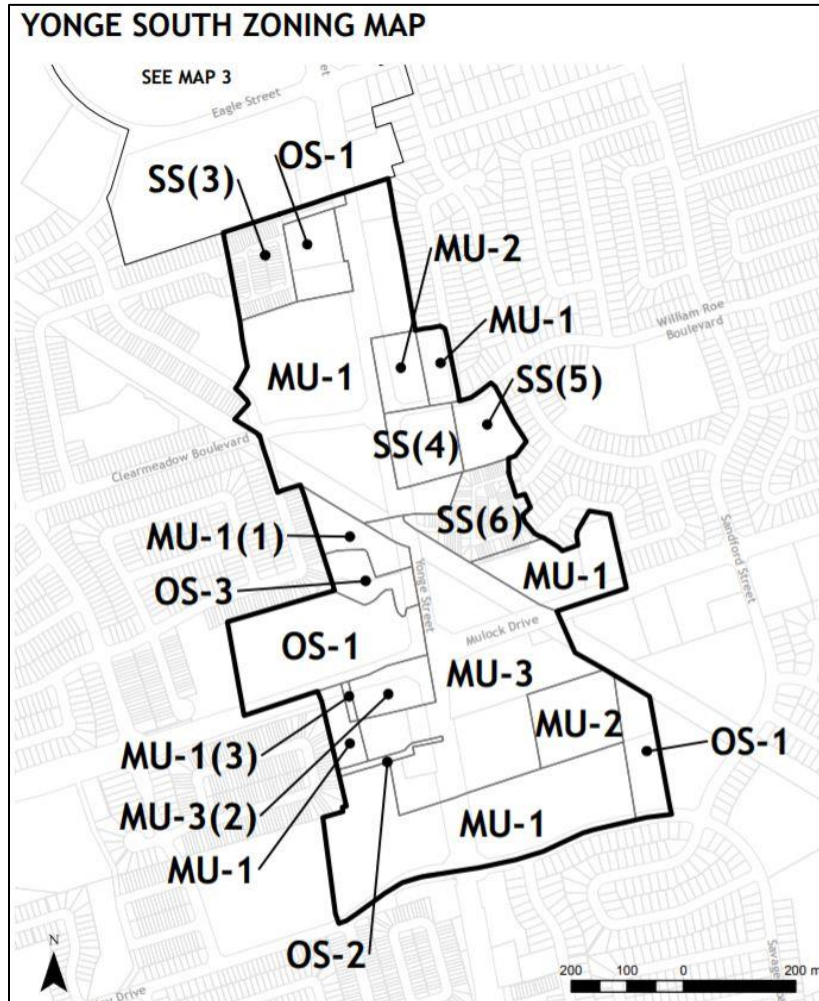 YONGE SOUTH ZONING MAP
SEE MAP 3
Eagle Street
OS-1
SS(3)
MU-2
MU-1
William Roe
Boulevard
MU-1
SS(5)
SS(4)
Clearmeadow Boulevard
SS(6)
MU-1(1)
Sandford Street
MU-1
OS-3
Yonge Street
Mulock Drive
OS-1
MU-3
MU-2
OS-1
MU-1(3)
MU-3(2)
MU-1
MU-1
OS-2
N
Drive
200 100 0 200 m